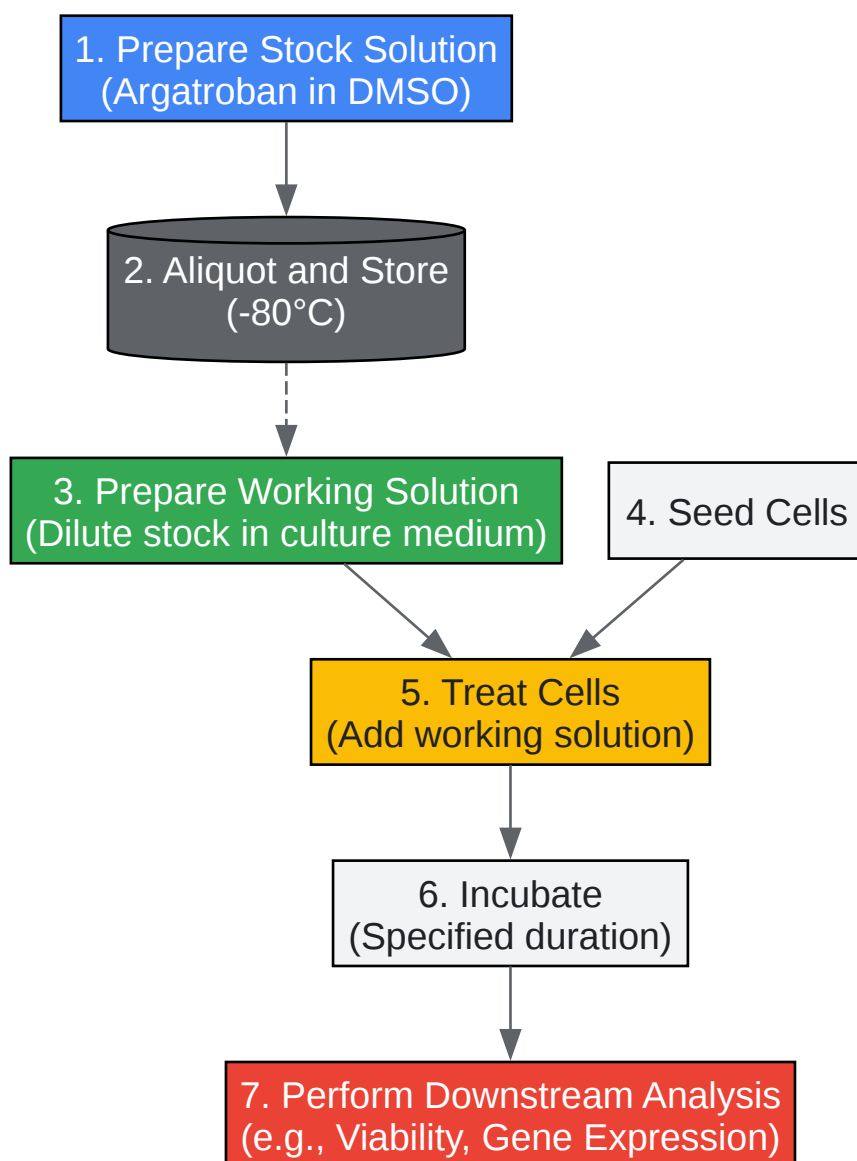 1. Prepare Stock Solution
(Argatroban in DMSO)
2. Aliquot and Store
(-80°C)
3. Prepare Working Solution
(Dilute stock in culture medium)
4. Seed Cells
5. Treat Cells
(Add working solution)
6. Incubate
(Specified duration)
7. Perform Downstream Analysis
(e.g., Viability, Gene Expression)